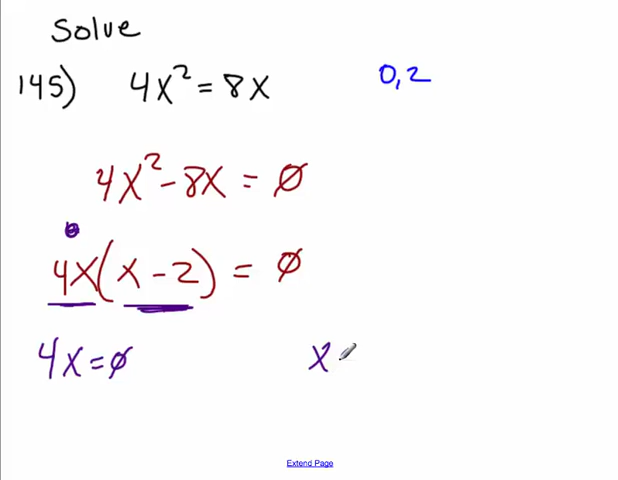 Solve
145) 4x² = 8x 0,2
4x² - 8x = ∅
4x(x - 2) = ∅
4x = ∅ x
Extend Page